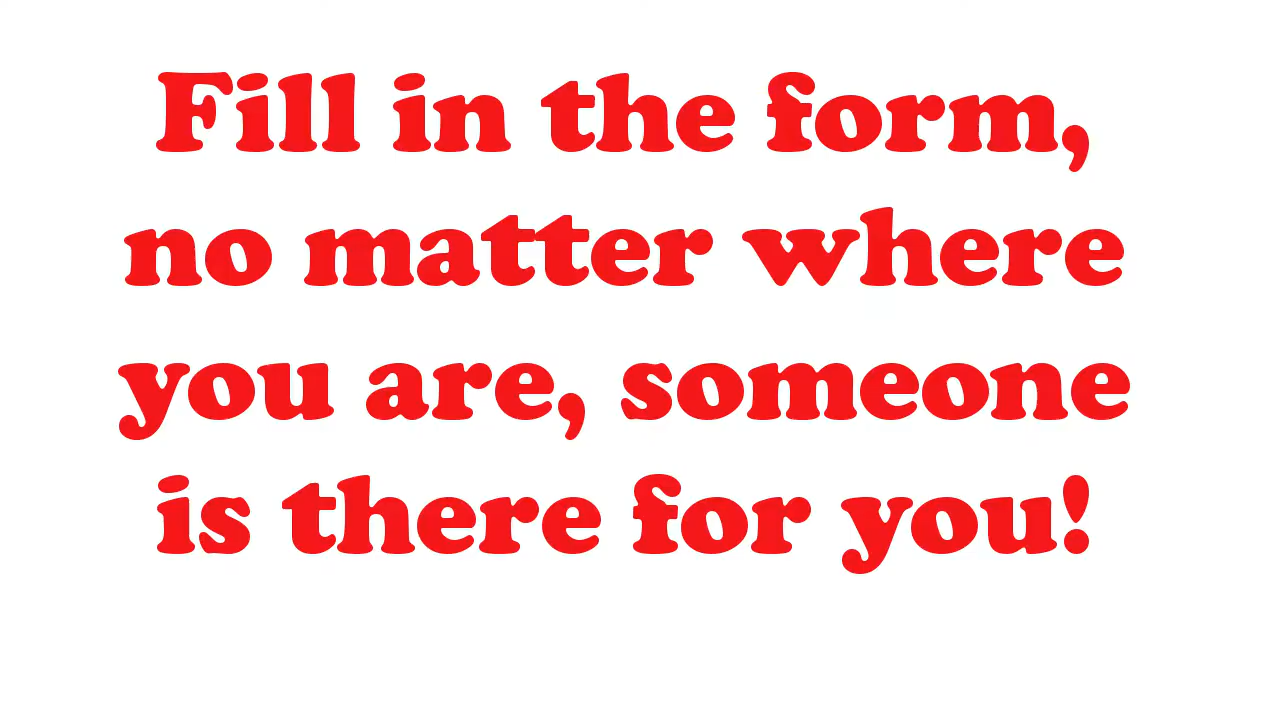 Fill in the form,
no matter where
you are, someone
is there for you!